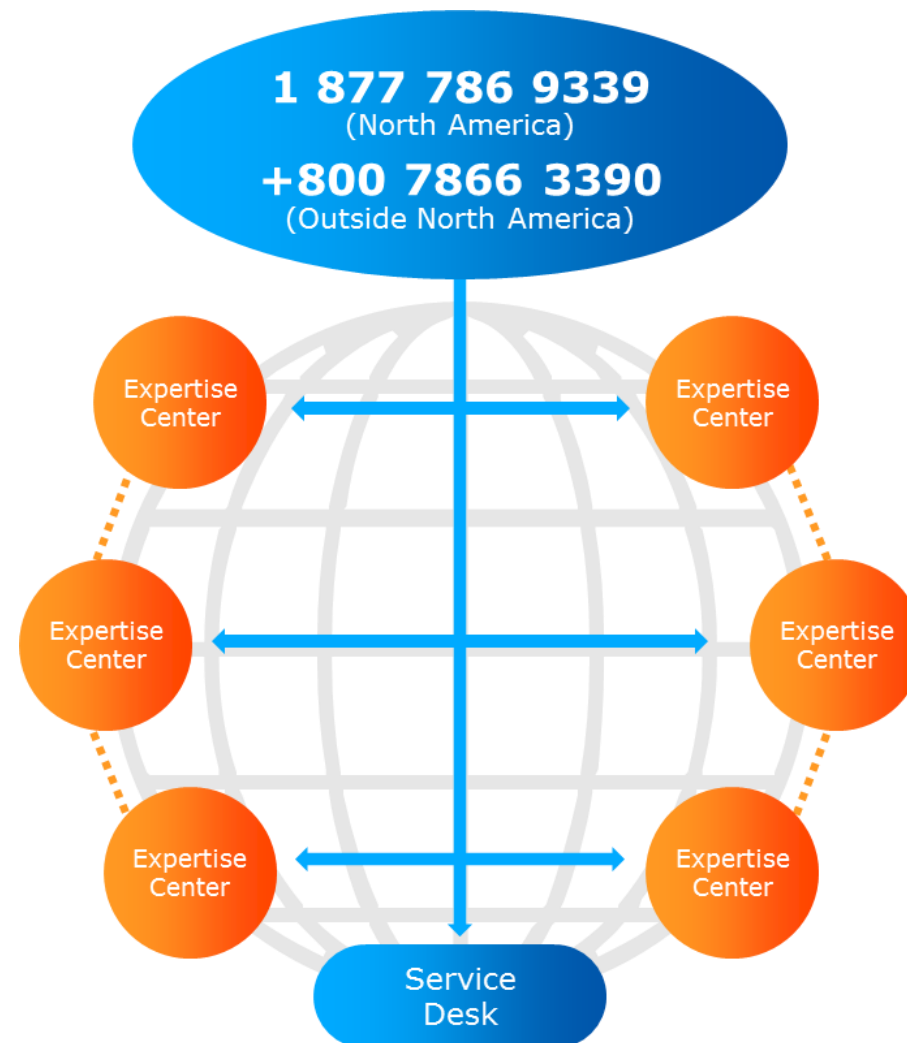 1 877 786 9339
(North America)
+800 7866 3390
(Outside North America)
Expertise
Center
Expertise
Center
Expertise
Center
Expertise
Center
Expertise
Center
Expertise
Center
Service
Desk